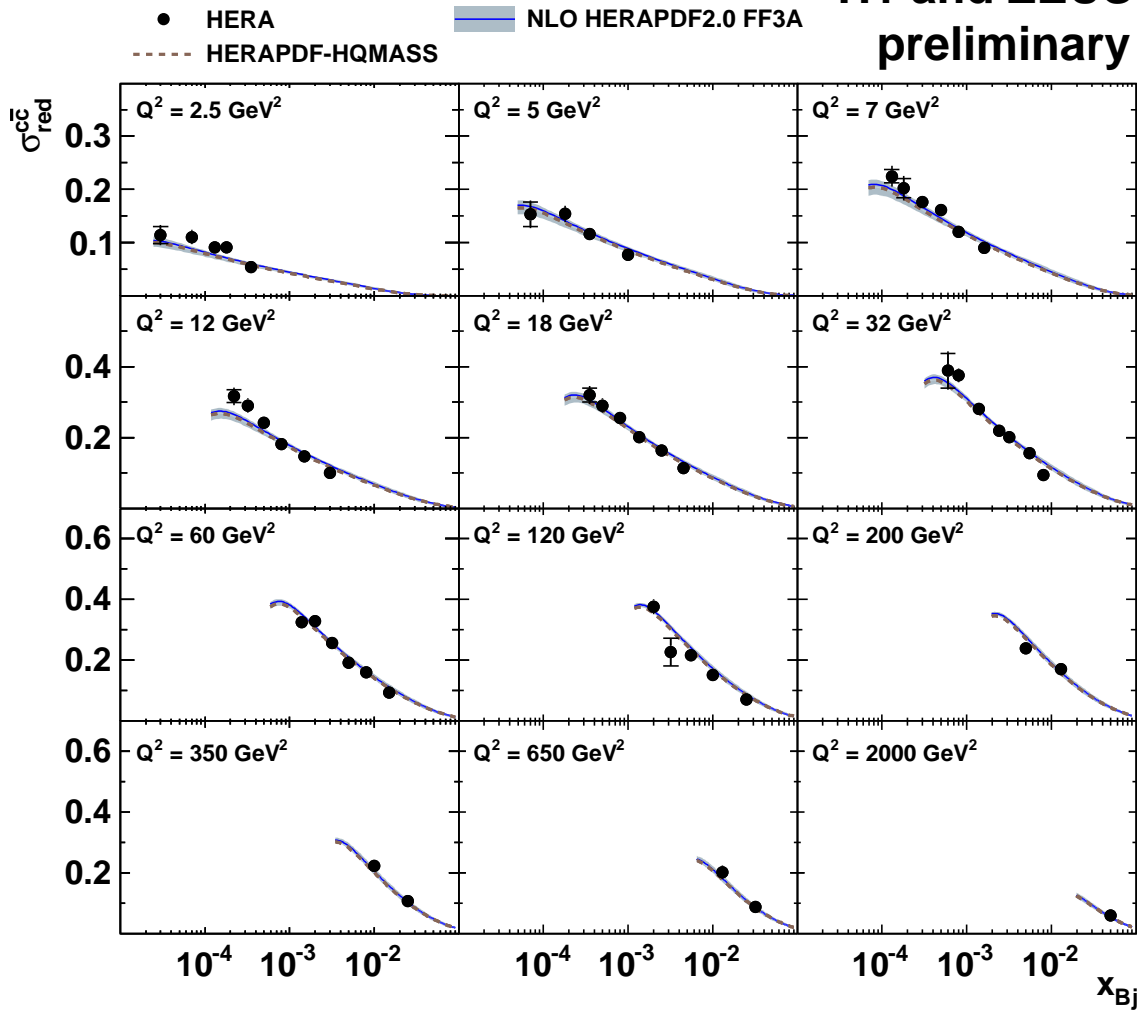 HERA
NLO HERAPDF2.0 FF3A
HERAPDF-HQMASS
preliminary
σ_red^cc̄
Q² = 2.5 GeV²
Q² = 5 GeV²
Q² = 7 GeV²
0.3
0.2
0.1
Q² = 12 GeV²
Q² = 18 GeV²
Q² = 32 GeV²
0.4
0.2
Q² = 60 GeV²
Q² = 120 GeV²
Q² = 200 GeV²
0.6
0.4
0.2
Q² = 350 GeV²
Q² = 650 GeV²
Q² = 2000 GeV²
0.6
0.4
0.2
10⁻⁴ 10⁻³ 10⁻² 10⁻⁴ 10⁻³ 10⁻² 10⁻⁴ 10⁻³ 10⁻²
x_Bj